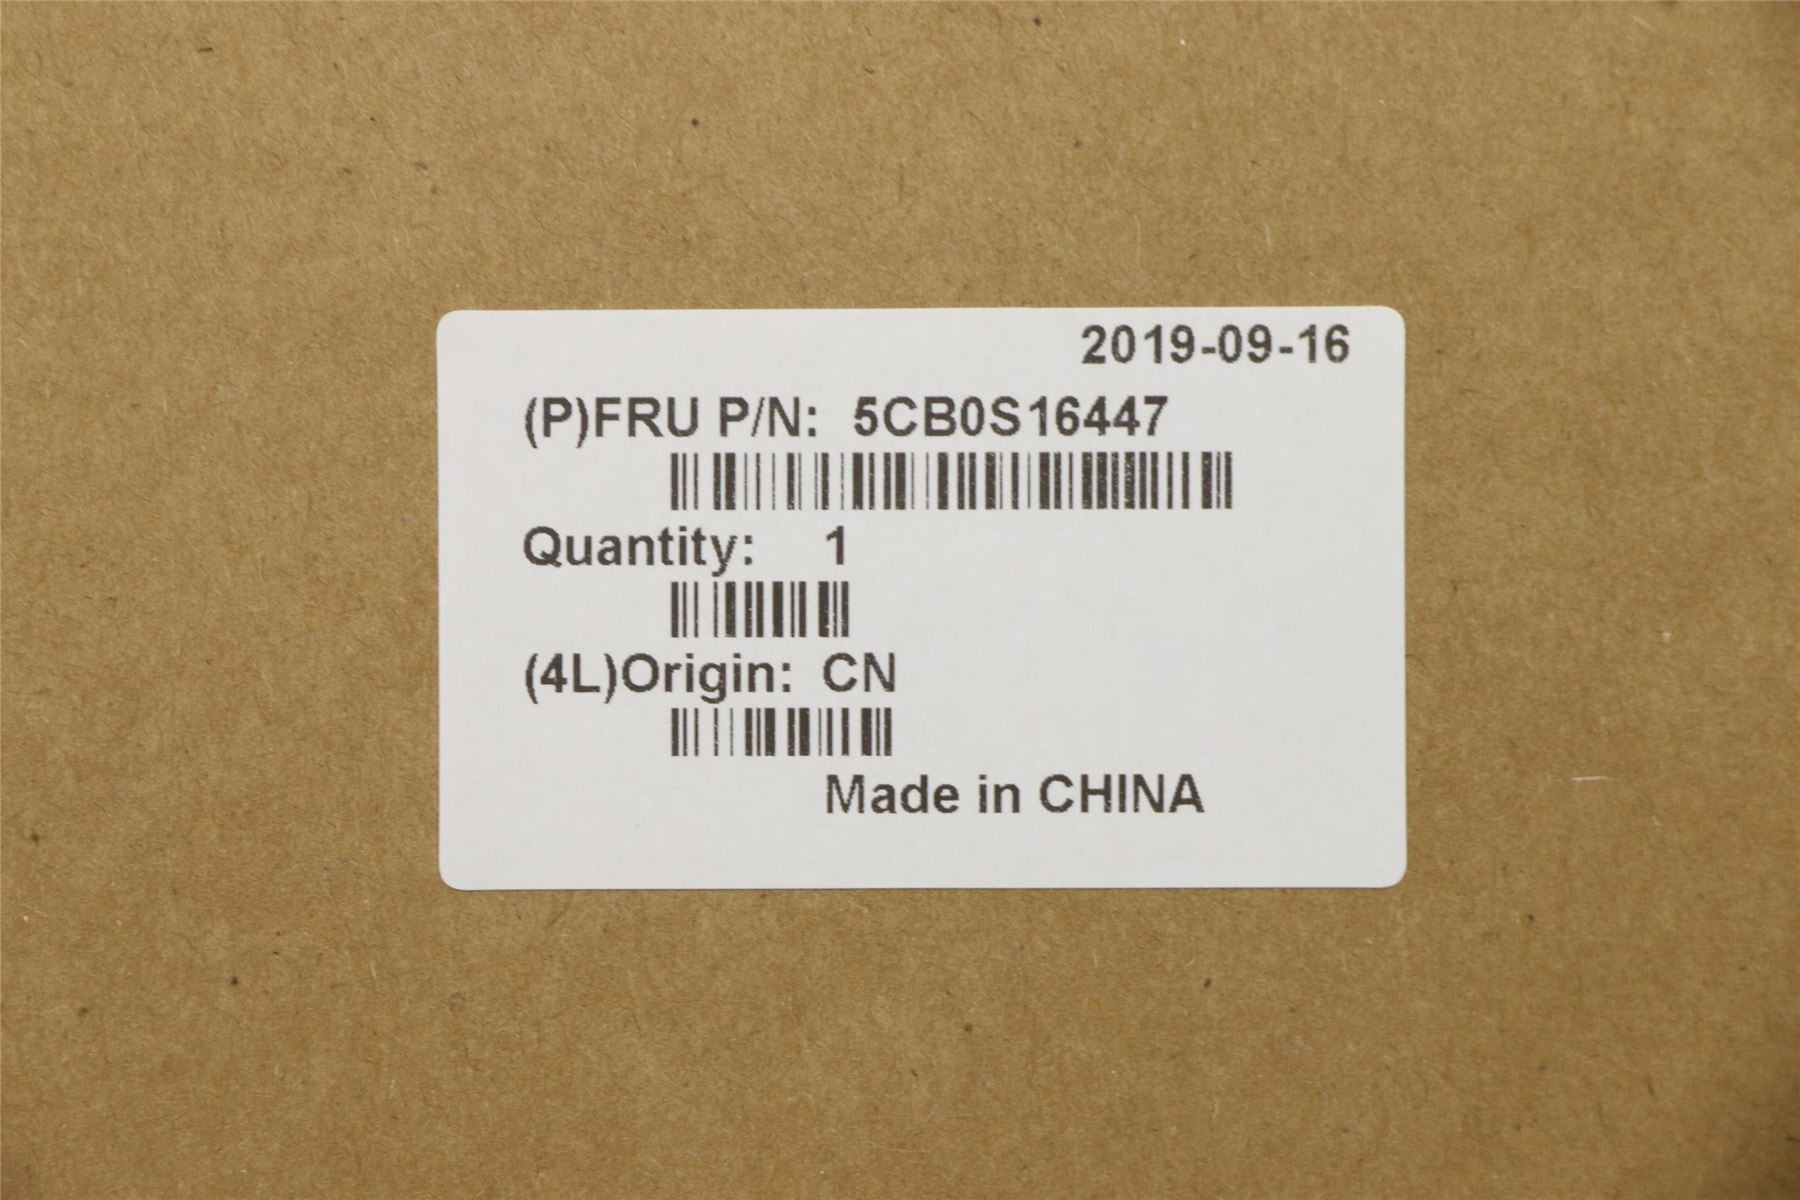 2019-09-16
(P)FRU P/N: 5CB0S16447
Quantity: 1
(4L)Origin: CN
Made in CHINA